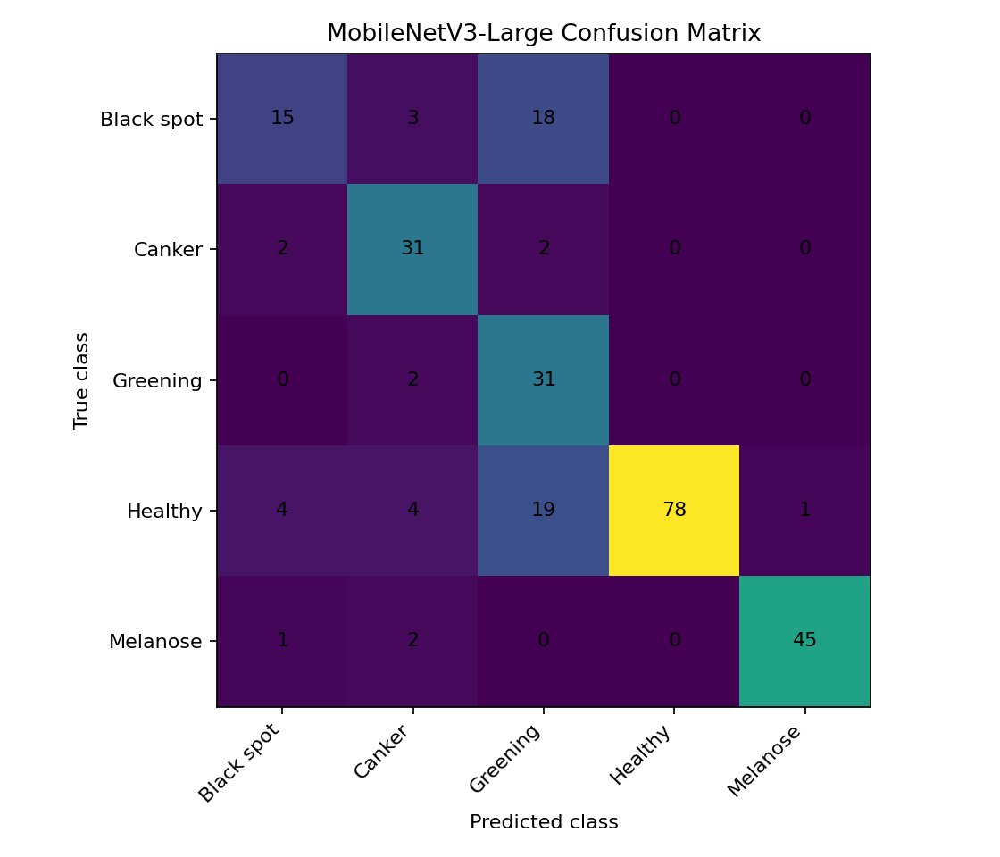 MobileNetV3-Large Confusion Matrix
Black spot 15 3 18 0 0
Canker 2 31 2 0 0
Greening 0 2 31 0 0
Healthy 4 4 19 78 1
Melanose 1 2 0 0 45
True class
Black spot Canker Greening Healthy Melanose
Predicted class